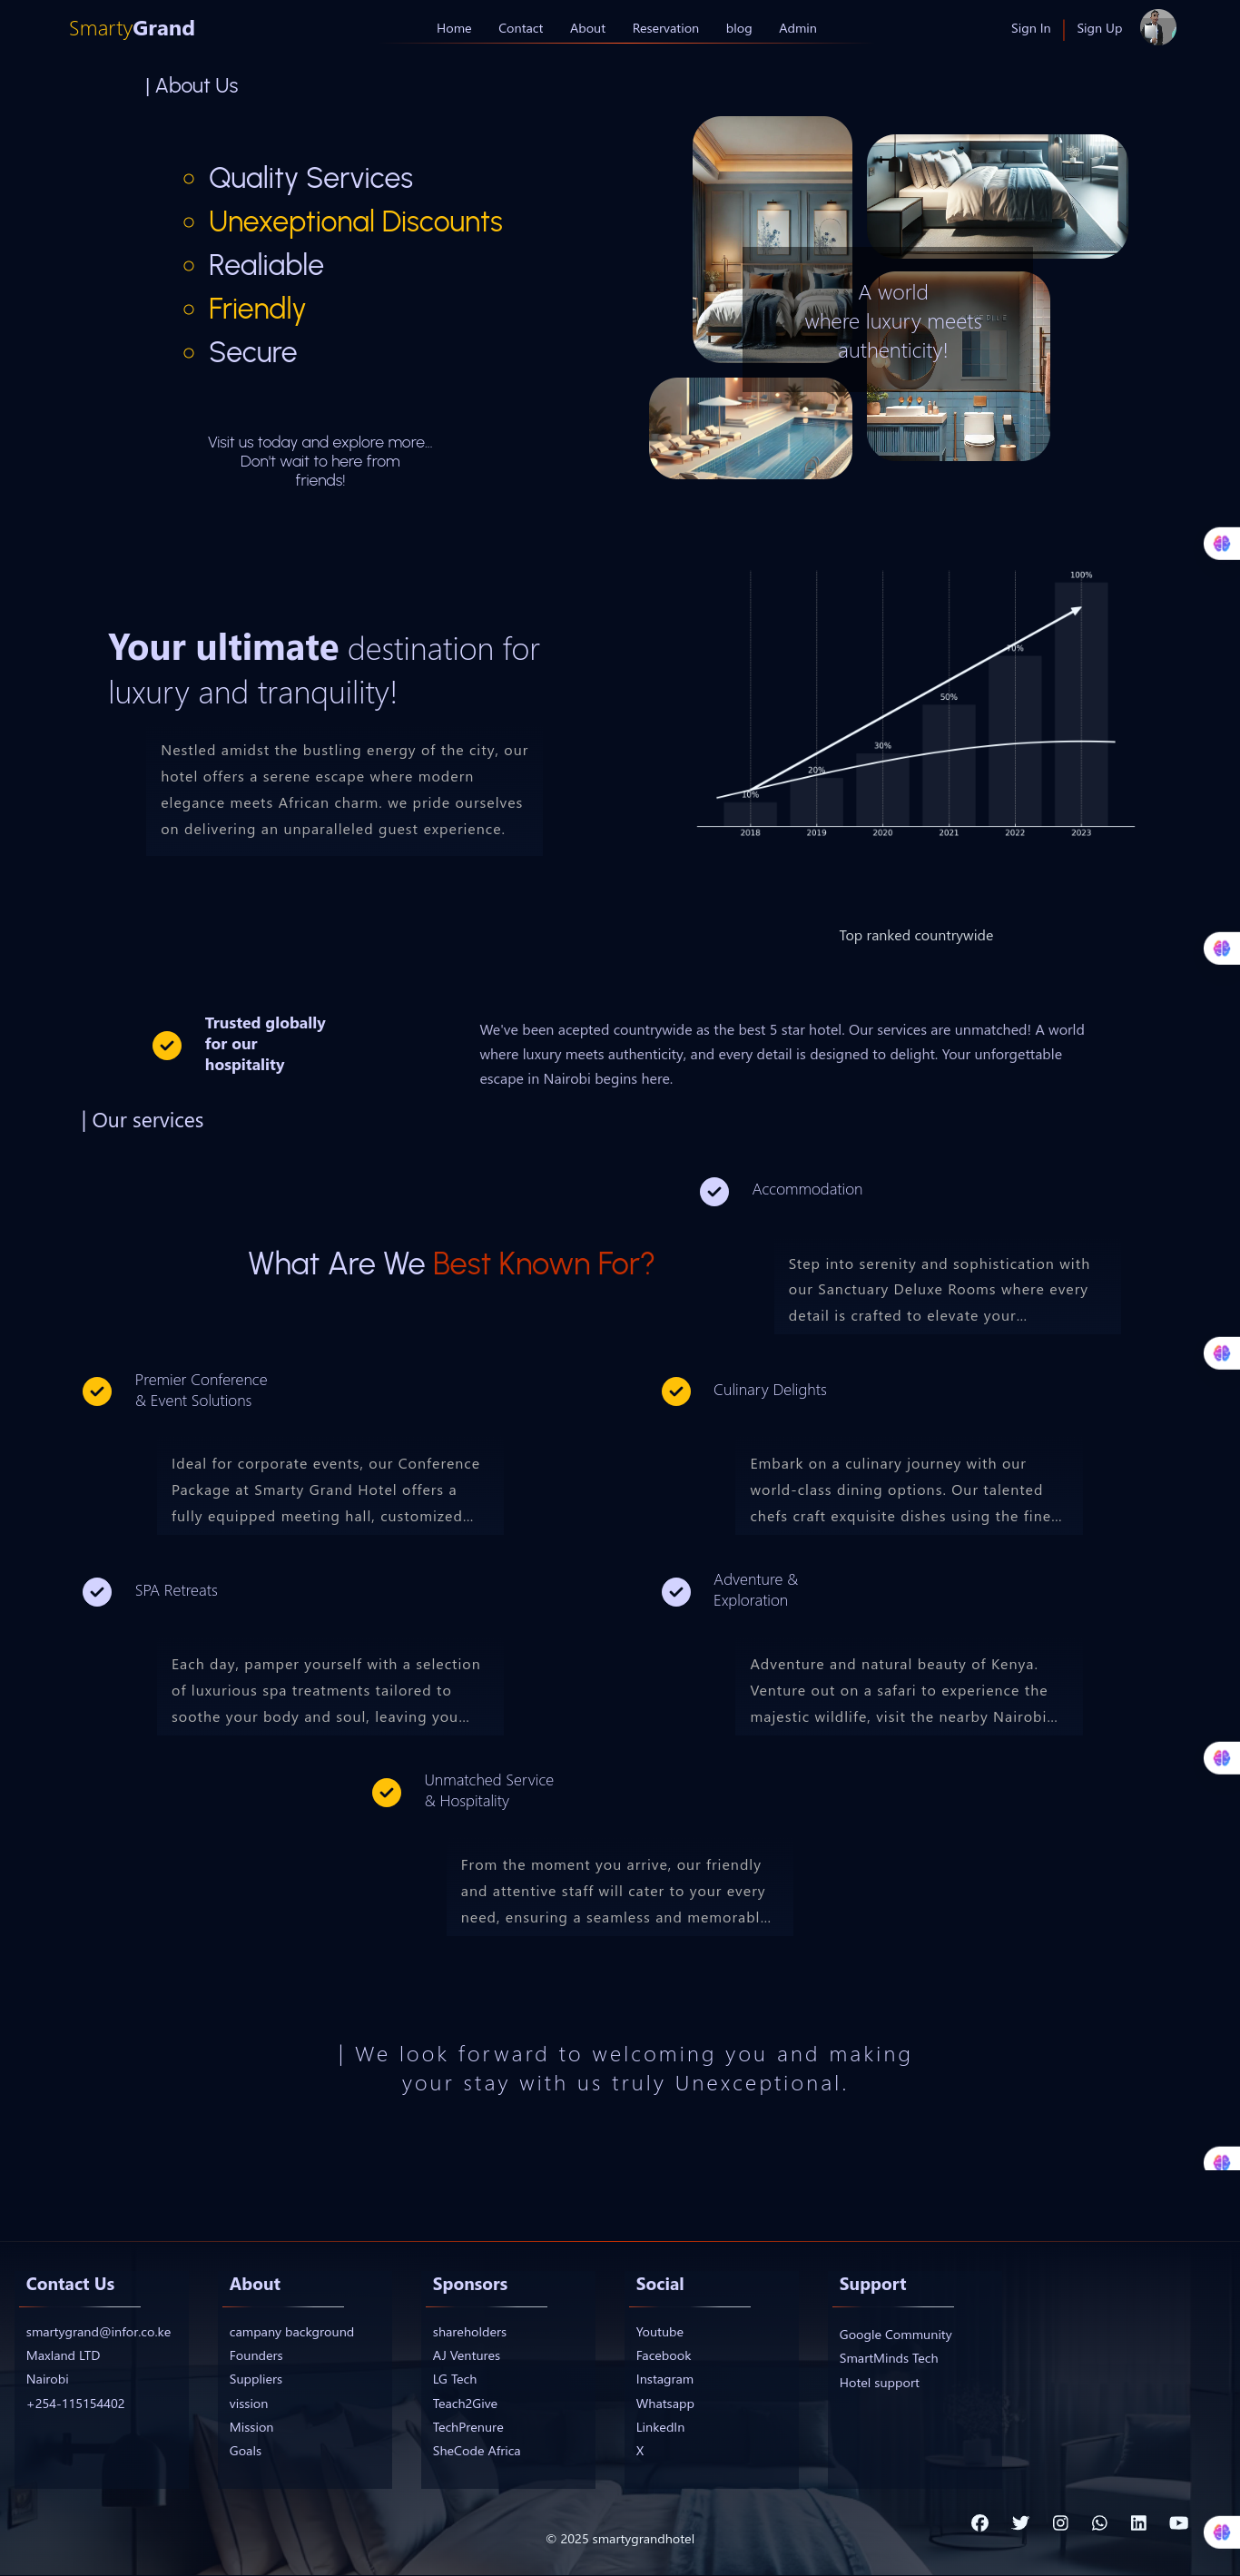 SmartyGrand
Home Contact About Reservation blog Admin
Sign In Sign Up
| About Us
Quality Services
Unexeptional Discounts
Realiable
Friendly
Secure
Visit us today and explore more...
Don't wait to here from
friends!
A world
where luxury meets
authenticity!
Your ultimate destination for
luxury and tranquility!
Nestled amidst the bustling energy of the city, our
hotel offers a serene escape where modern
elegance meets African charm. we pride ourselves
on delivering an unparalleled guest experience.
100%
70%
50%
30%
20%
10%
2018 2019 2020 2021 2022 2023
Top ranked countrywide
Trusted globally
for our
hospitality
We've been acepted countrywide as the best 5 star hotel. Our services are unmatched! A world
where luxury meets authenticity, and every detail is designed to delight. Your unforgettable
escape in Nairobi begins here.
| Our services
Accommodation
What Are We Best Known For?
Step into serenity and sophistication with
our Sanctuary Deluxe Rooms where every
detail is crafted to elevate your...
Premier Conference
& Event Solutions
Ideal for corporate events, our Conference
Package at Smarty Grand Hotel offers a
fully equipped meeting hall, customized...
Culinary Delights
Embark on a culinary journey with our
world-class dining options. Our talented
chefs craft exquisite dishes using the fine...
SPA Retreats
Each day, pamper yourself with a selection
of luxurious spa treatments tailored to
soothe your body and soul, leaving you...
Adventure &
Exploration
Adventure and natural beauty of Kenya.
Venture out on a safari to experience the
majestic wildlife, visit the nearby Nairobi...
Unmatched Service
& Hospitality
From the moment you arrive, our friendly
and attentive staff will cater to your every
need, ensuring a seamless and memorabl...
| We look forward to welcoming you and making
your stay with us truly Unexceptional.
Contact Us
smartygrand@infor.co.ke
Maxland LTD
Nairobi
+254-115154402
About
campany background
Founders
Suppliers
vission
Mission
Goals
Sponsors
shareholders
AJ Ventures
LG Tech
Teach2Give
TechPrenure
SheCode Africa
Social
Youtube
Facebook
Instagram
Whatsapp
LinkedIn
X
Support
Google Community
SmartMinds Tech
Hotel support
© 2025 smartygrandhotel